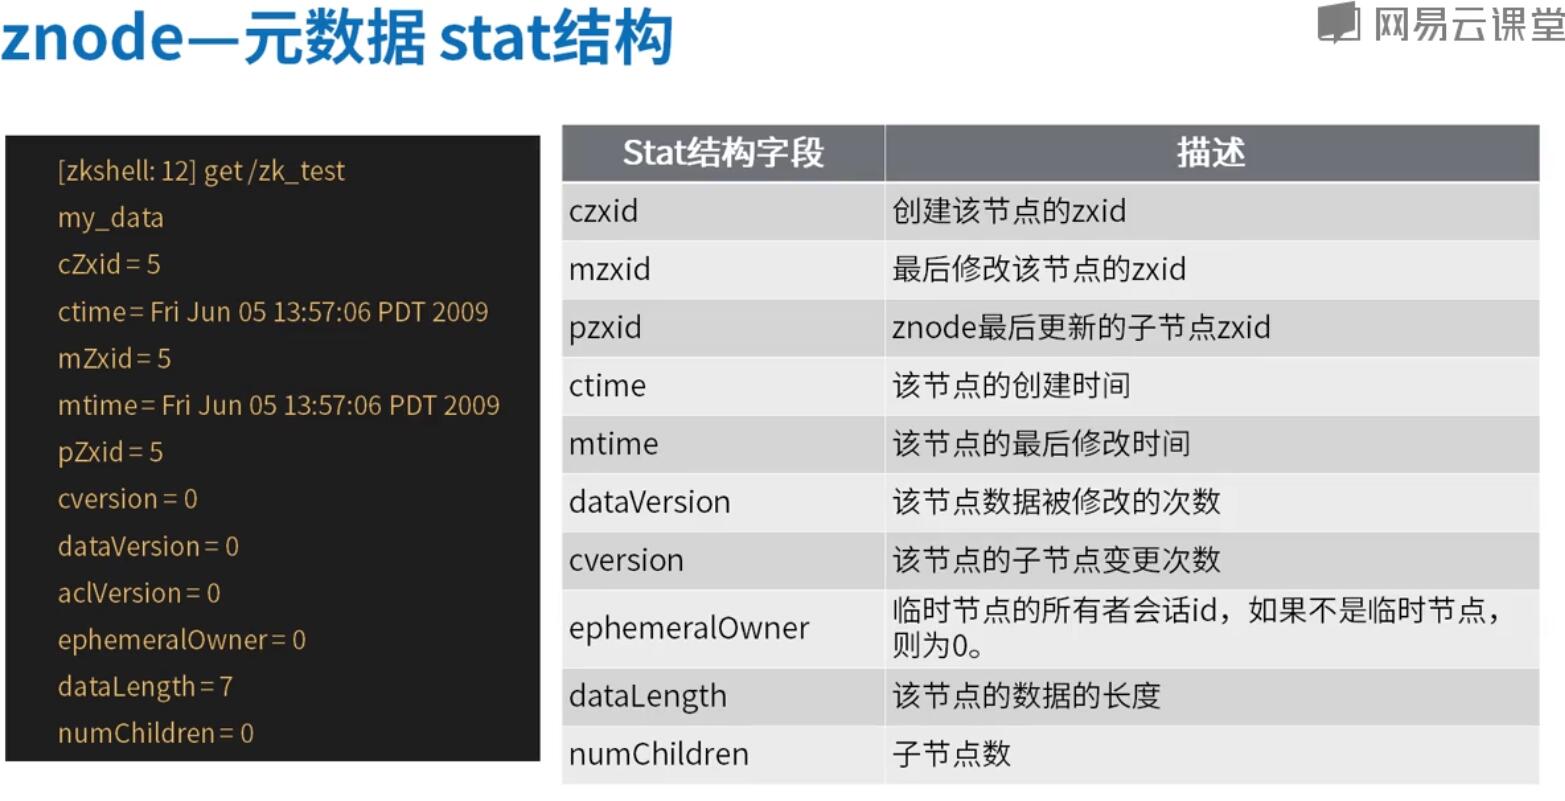 znode—元数据 stat结构
网易云课堂
[zkshell: 12] get /zk_test
my_data
cZxid = 5
ctime = Fri Jun 05 13:57:06 PDT 2009
mZxid = 5
mtime = Fri Jun 05 13:57:06 PDT 2009
pZxid = 5
cversion = 0
dataVersion = 0
aclVersion = 0
ephemeralOwner = 0
dataLength = 7
numChildren = 0
Stat结构字段 描述
czxid 创建该节点的zxid
mzxid 最后修改该节点的zxid
pzxid znode最后更新的子节点zxid
ctime 该节点的创建时间
mtime 该节点的最后修改时间
dataVersion 该节点数据被修改的次数
cversion 该节点的子节点变更次数
ephemeralOwner 临时节点的所有者会话id，如果不是临时节点，
则为0。
dataLength 该节点的数据的长度
numChildren 子节点数